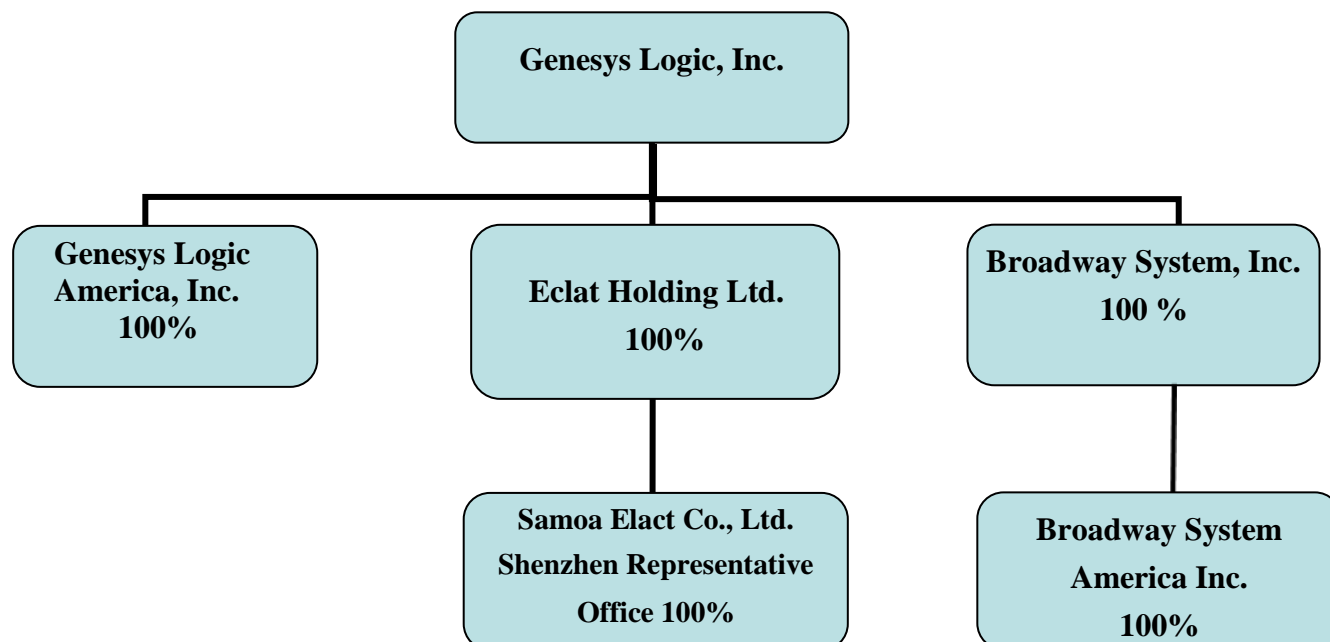 Genesys Logic, Inc.
Genesys Logic
America, Inc.
100%
Eclat Holding Ltd.
100%
Broadway System, Inc.
100 %
Samoa Elact Co., Ltd.
Shenzhen Representative
Office 100%
Broadway System
America Inc.
100%